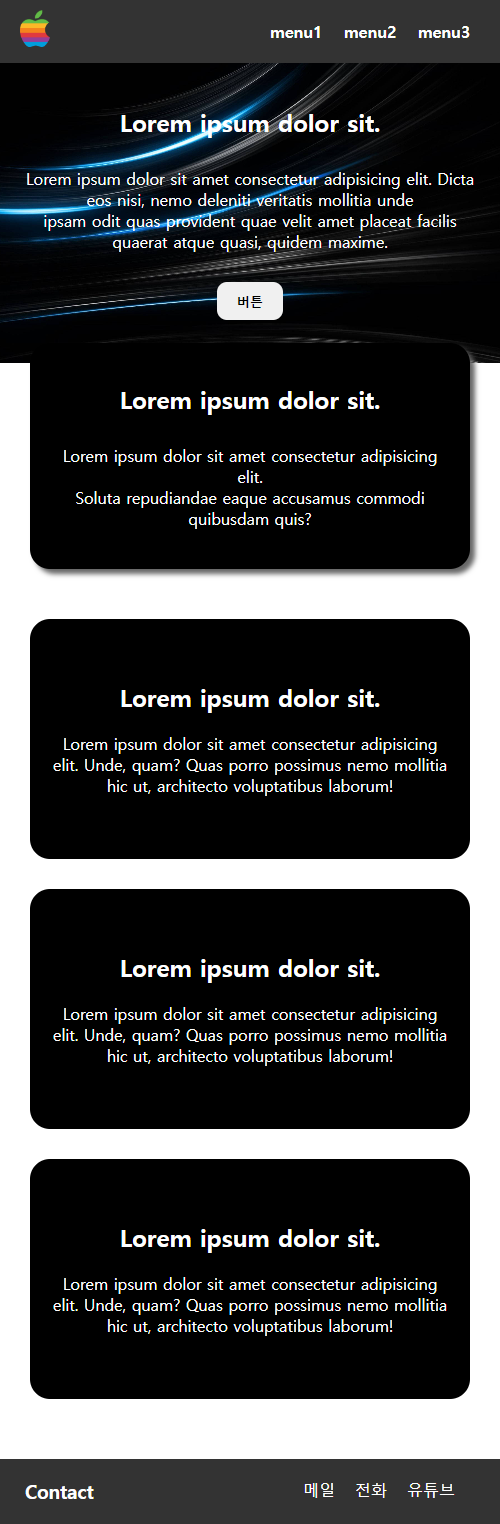 menu1 menu2 menu3
Lorem ipsum dolor sit.
Lorem ipsum dolor sit amet consectetur adipisicing elit. Dicta
eos nisi, nemo deleniti veritatis mollitia unde
ipsam odit quas provident quae velit amet placeat facilis
quaerat atque quasi, quidem maxime.
버튼
Lorem ipsum dolor sit.
Lorem ipsum dolor sit amet consectetur adipisicing
elit.
Soluta repudiandae eaque accusamus commodi
quibusdam quis?
Lorem ipsum dolor sit.
Lorem ipsum dolor sit amet consectetur adipisicing
elit. Unde, quam? Quas porro possimus nemo mollitia
hic ut, architecto voluptatibus laborum!
Lorem ipsum dolor sit.
Lorem ipsum dolor sit amet consectetur adipisicing
elit. Unde, quam? Quas porro possimus nemo mollitia
hic ut, architecto voluptatibus laborum!
Lorem ipsum dolor sit.
Lorem ipsum dolor sit amet consectetur adipisicing
elit. Unde, quam? Quas porro possimus nemo mollitia
hic ut, architecto voluptatibus laborum!
Contact 메일 전화 유튜브